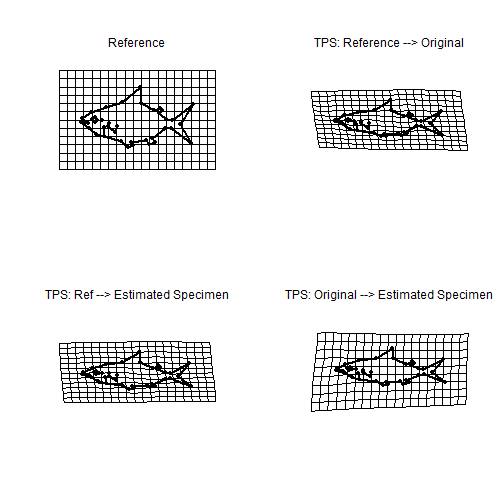 Reference
TPS: Reference --> Original
TPS: Ref --> Estimated Specimen
TPS: Original --> Estimated Specimen